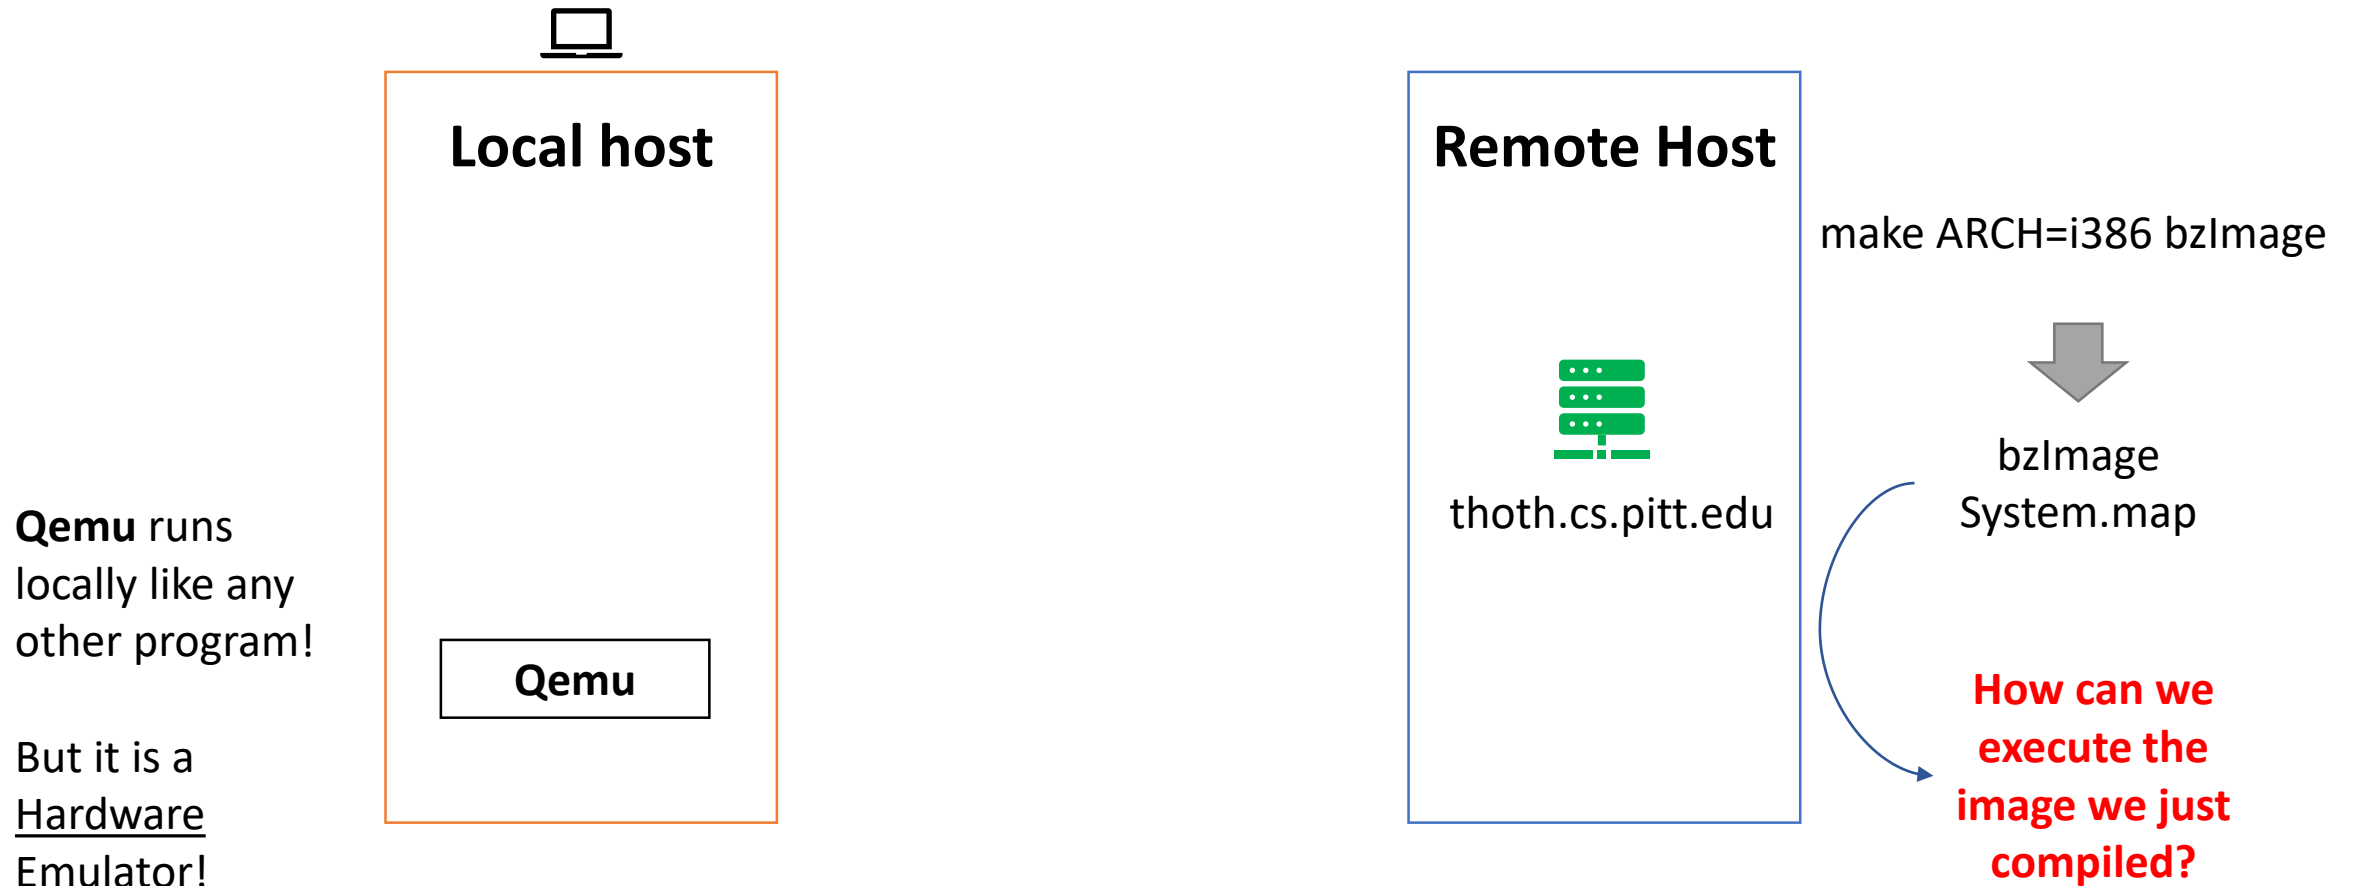 Local host
Remote Host
make ARCH=i386 bzImage
bzImage
System.map
thoth.cs.pitt.edu
Qemu runs
locally like any
other program!
But it is a
Hardware
Emulator!
Qemu
How can we
execute the
image we just
compiled?